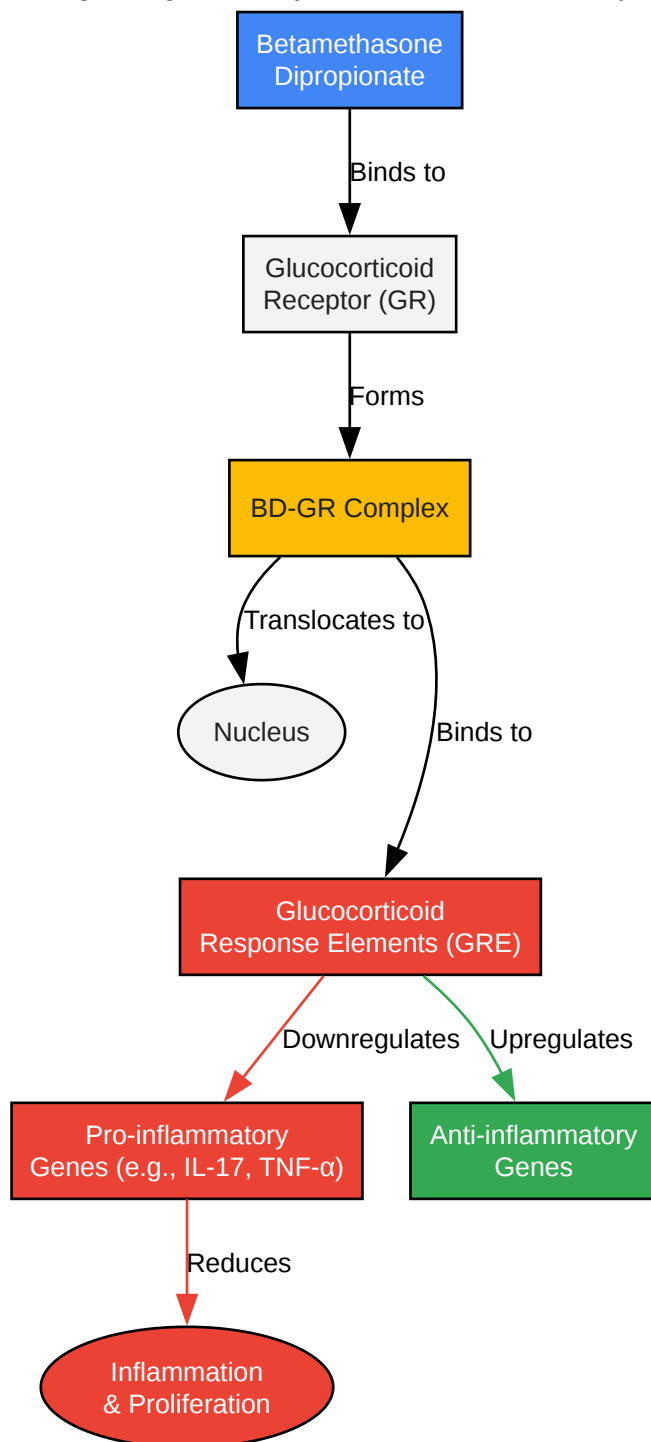 Betamethasone
Dipropionate
Binds to
Glucocorticoid
Receptor (GR)
Forms
BD-GR Complex
Translocates to
Nucleus
Binds to
Glucocorticoid
Response Elements (GRE)
Downregulates
Upregulates
Pro-inflammatory
Genes (e.g., IL-17, TNF-α)
Anti-inflammatory
Genes
Reduces
Inflammation
& Proliferation